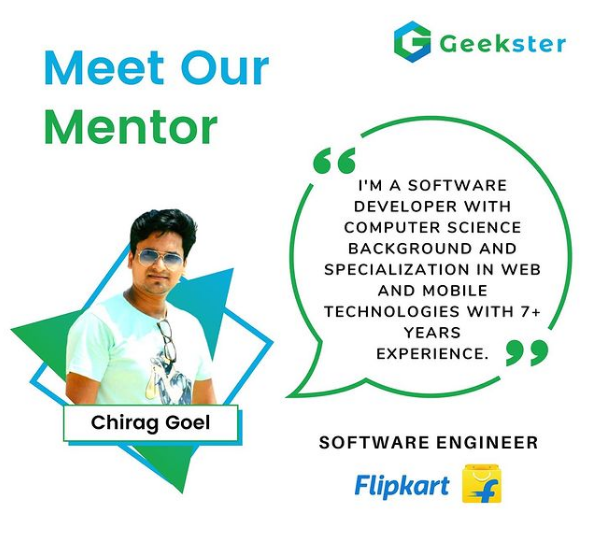 Geekster
Meet Our
Mentor
I'M A SOFTWARE
DEVELOPER WITH
COMPUTER SCIENCE
BACKGROUND AND
SPECIALIZATION IN WEB
AND MOBILE
TECHNOLOGIES WITH 7+
YEARS
EXPERIENCE.
Chirag Goel
SOFTWARE ENGINEER
Flipkart